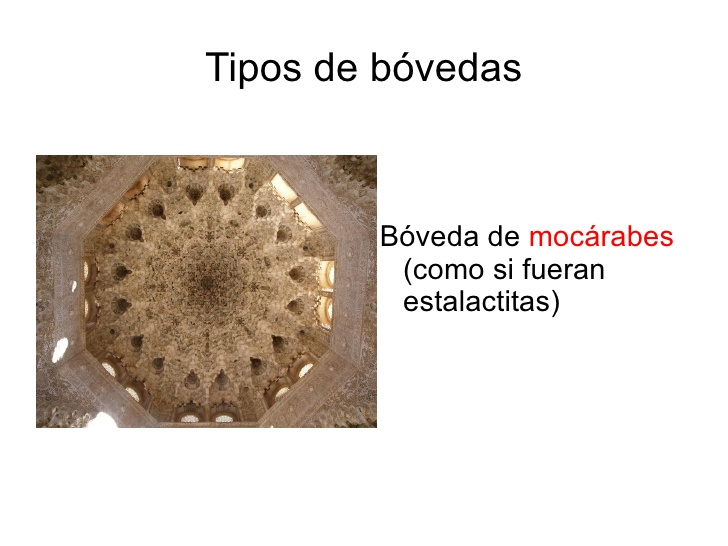 Tipos de bóvedas
Bóveda de mocárabes
(como si fueran
estalactitas)